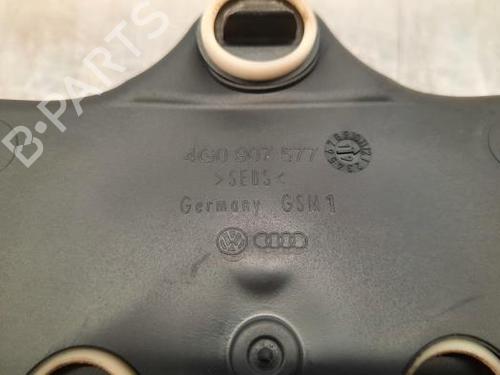 4G0 907 577
>SEBS<
Germany GSM1
B-PARTS